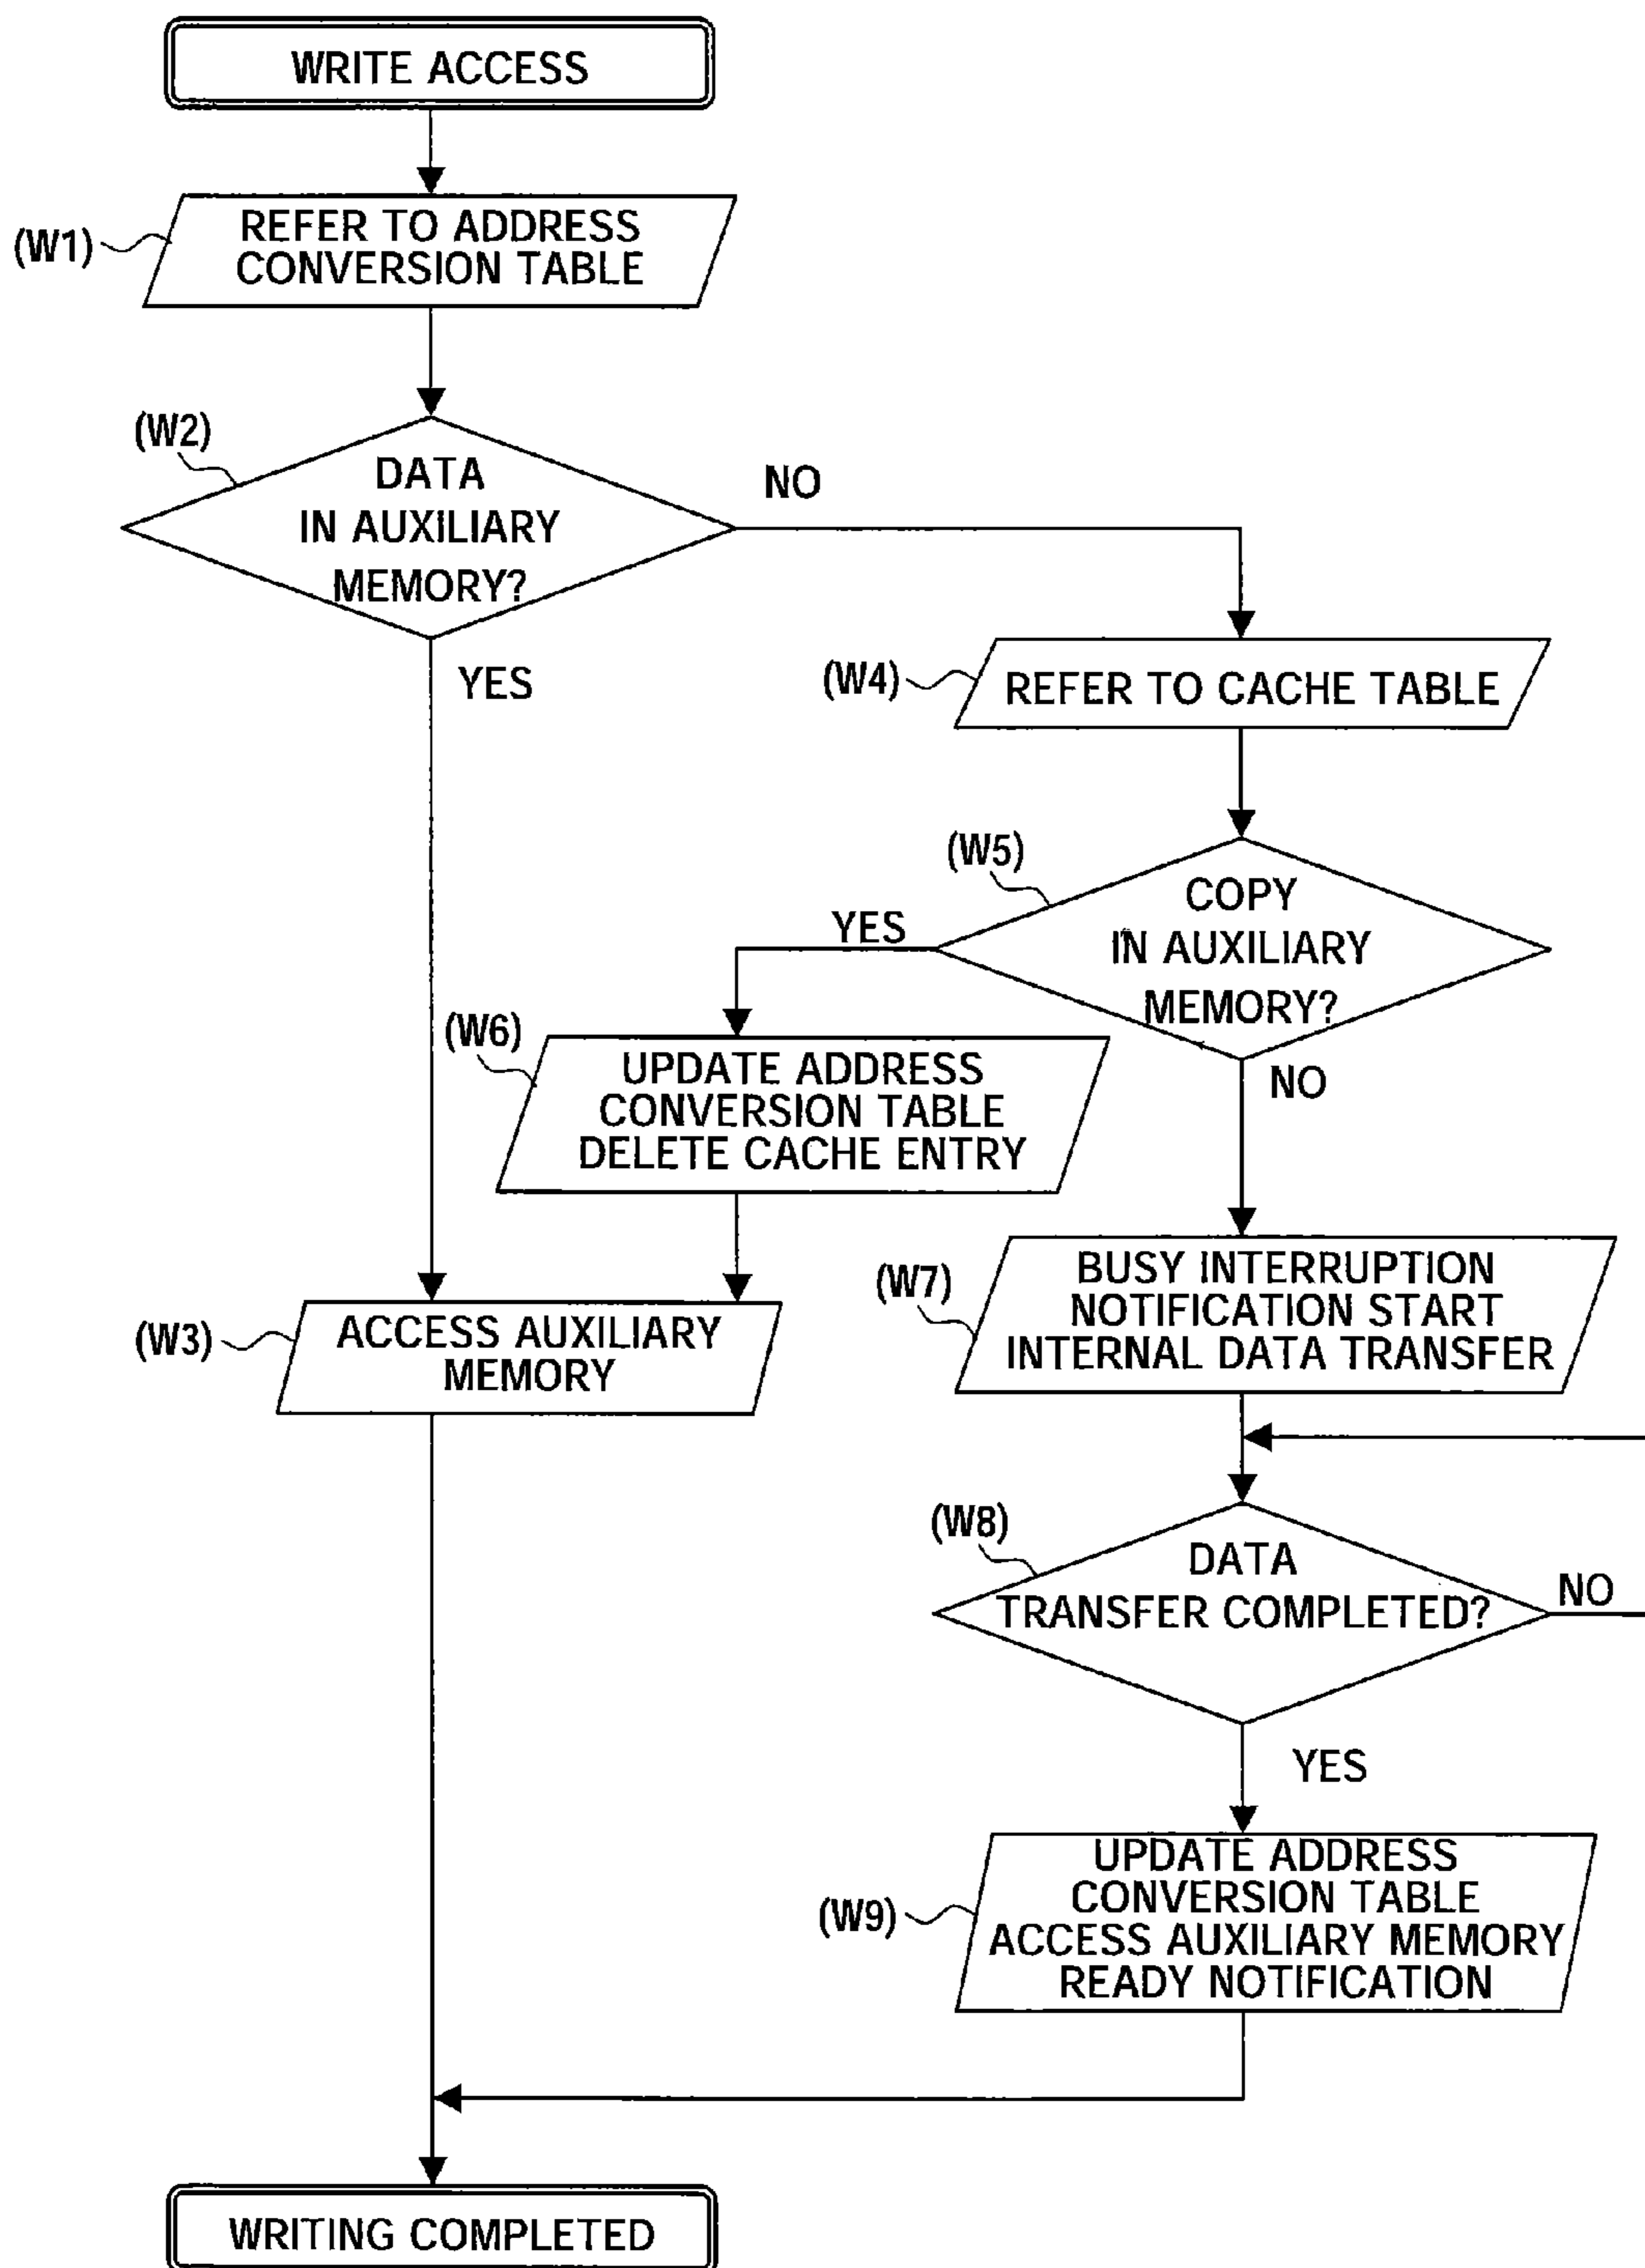 WRITE ACCESS
(W1)
REFER TO ADDRESS
CONVERSION TABLE
(W2)
DATA
IN AUXILIARY
MEMORY?
NO
YES
(W4)
REFER TO CACHE TABLE
(W5)
COPY
IN AUXILIARY
MEMORY?
YES
NO
(W6)
UPDATE ADDRESS
CONVERSION TABLE
DELETE CACHE ENTRY
(W3)
ACCESS AUXILIARY
MEMORY
(W7)
BUSY INTERRUPTION
NOTIFICATION START
INTERNAL DATA TRANSFER
(W8)
DATA
TRANSFER COMPLETED?
NO
YES
(W9)
UPDATE ADDRESS
CONVERSION TABLE
ACCESS AUXILIARY MEMORY
READY NOTIFICATION
WRITING COMPLETED